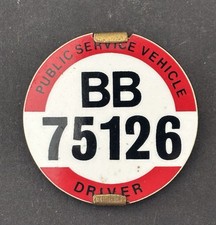 PUBLIC SERVICE VEHICLE
BB
75126
DRIVER